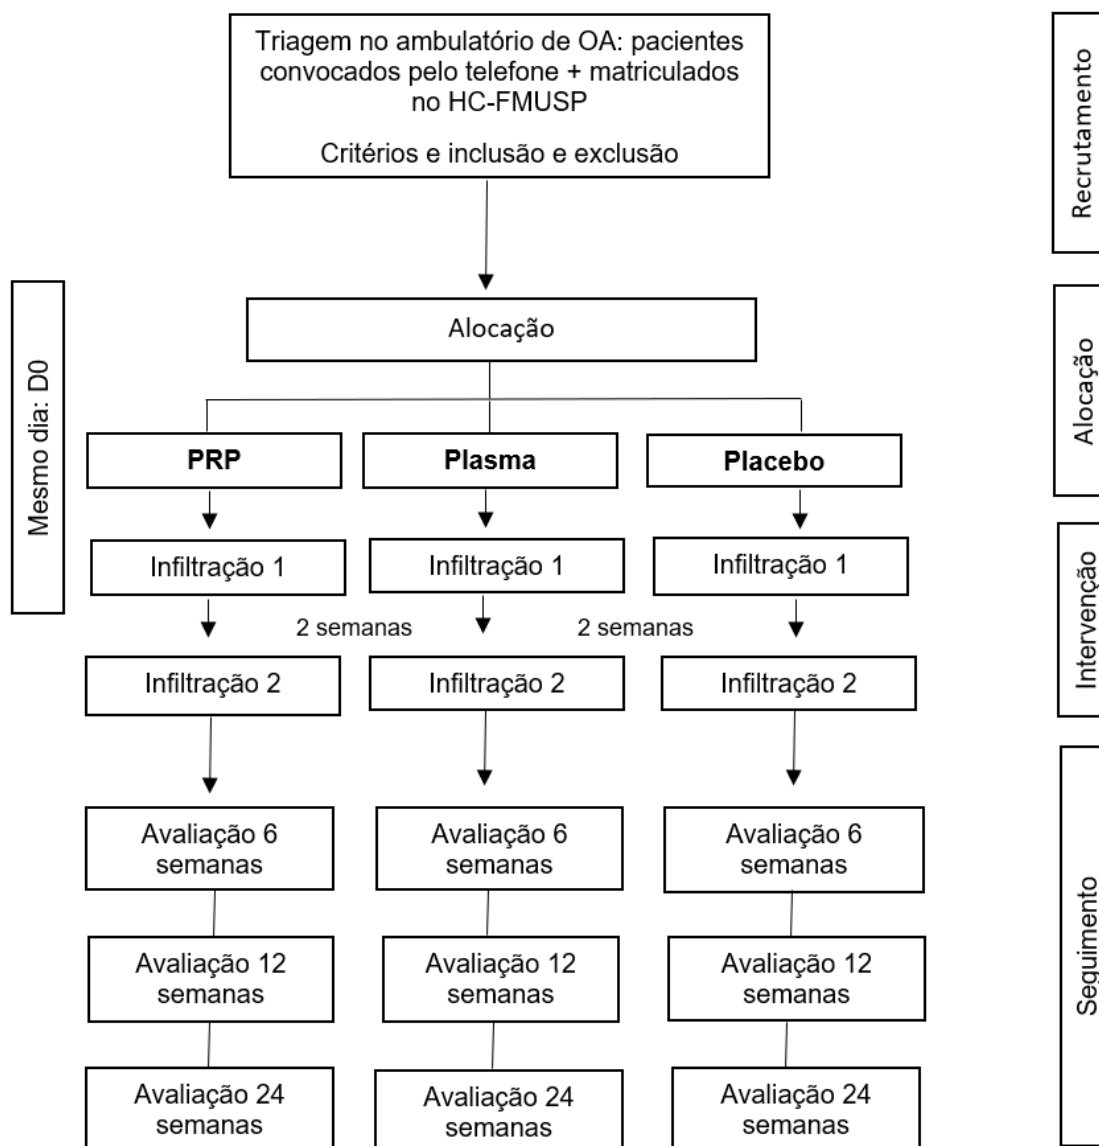 Triagem no ambulatório de OA: pacientes
convocados pelo telefone + matriculados
no HC-FMUSP
Critérios e inclusão e exclusão
Recrutamento
Mesmo dia: D0
Alocação
Alocação
PRP
Plasma
Placebo
Infiltração 1
Infiltração 1
Infiltração 1
Intervenção
2 semanas
2 semanas
Infiltração 2
Infiltração 2
Infiltração 2
Avaliação 6
semanas
Avaliação 6
semanas
Avaliação 6
semanas
Seguimento
Avaliação 12
semanas
Avaliação 12
semanas
Avaliação 12
semanas
Avaliação 24
semanas
Avaliação 24
semanas
Avaliação 24
semanas